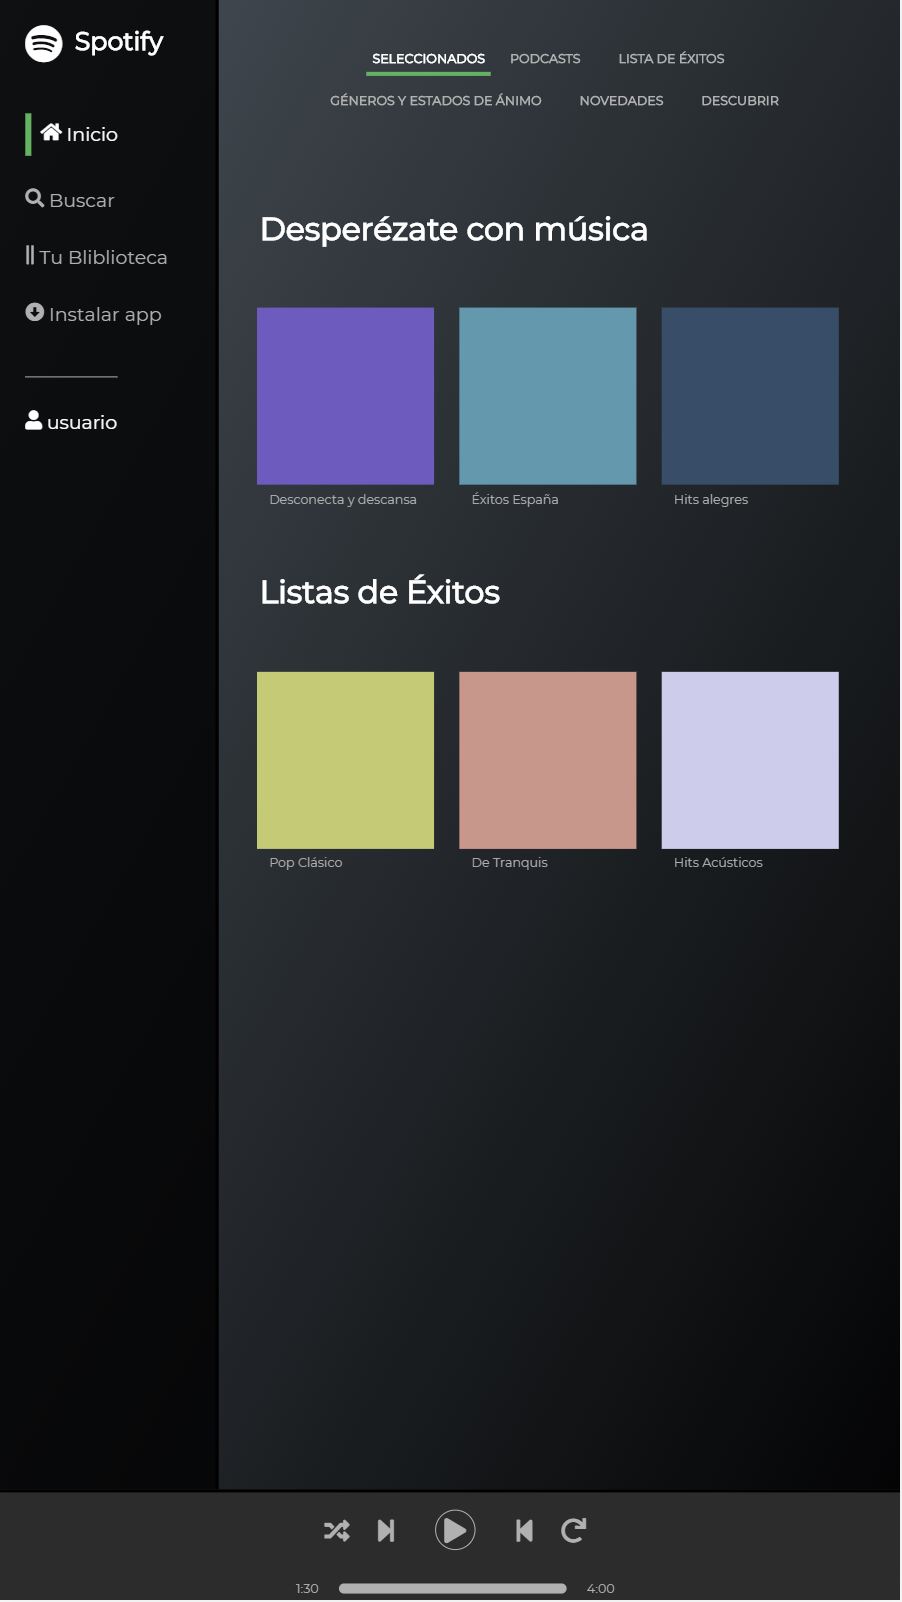 Spotify
Inicio
Buscar
Tu Bliblioteca
Instalar app
usuario
SELECCIONADOS PODCASTS LISTA DE ÉXITOS
GÉNEROS Y ESTADOS DE ÁNIMO NOVEDADES DESCUBRIR
Desperézate con música
Desconecta y descansa Éxitos España Hits alegres
Listas de Éxitos
Pop Clásico De Tranquis Hits Acústicos
1:30 4:00